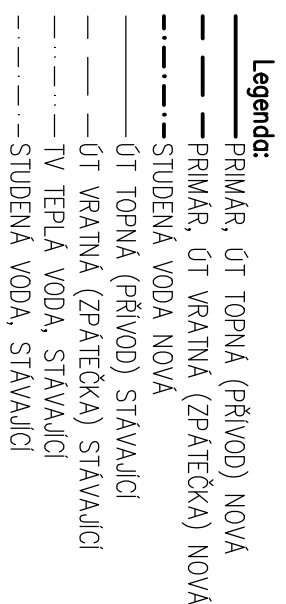 Legenda:
PRIMÁR, ÚT TOPNÁ (PŘÍVOD) NOVÁ
PRIMÁR, ÚT VRATNÁ (ZPÁTEČKA) NOVÁ
STUDENÁ VODA NOVÁ
ÚT TOPNÁ (PŘÍVOD) STÁVAJÍCÍ
ÚT VRATNÁ (ZPÁTEČKA) STÁVAJÍCÍ
TV TEPLÁ VODA, STÁVAJÍCÍ
STUDENÁ VODA, STÁVAJÍCÍ